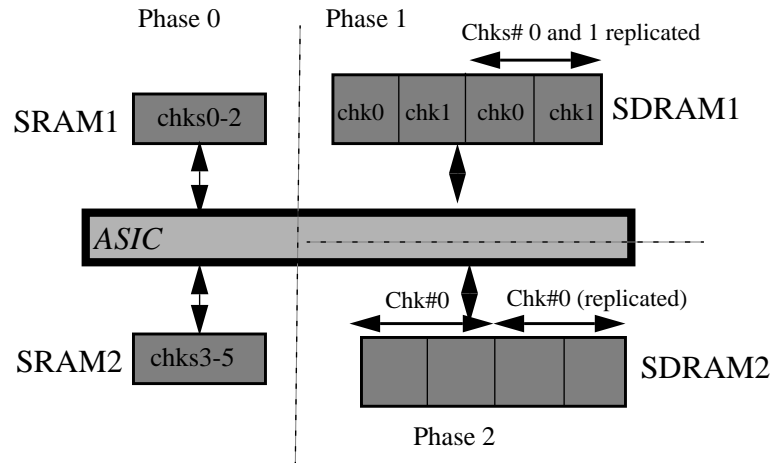 Phase 0
Phase 1
Chks# 0 and 1 replicated
SRAM1
chks0-2
chk0
chk1
chk0
chk1
SDRAM1
ASIC
Chk#0
Chk#0 (replicated)
SRAM2
chks3-5
SDRAM2
Phase 2